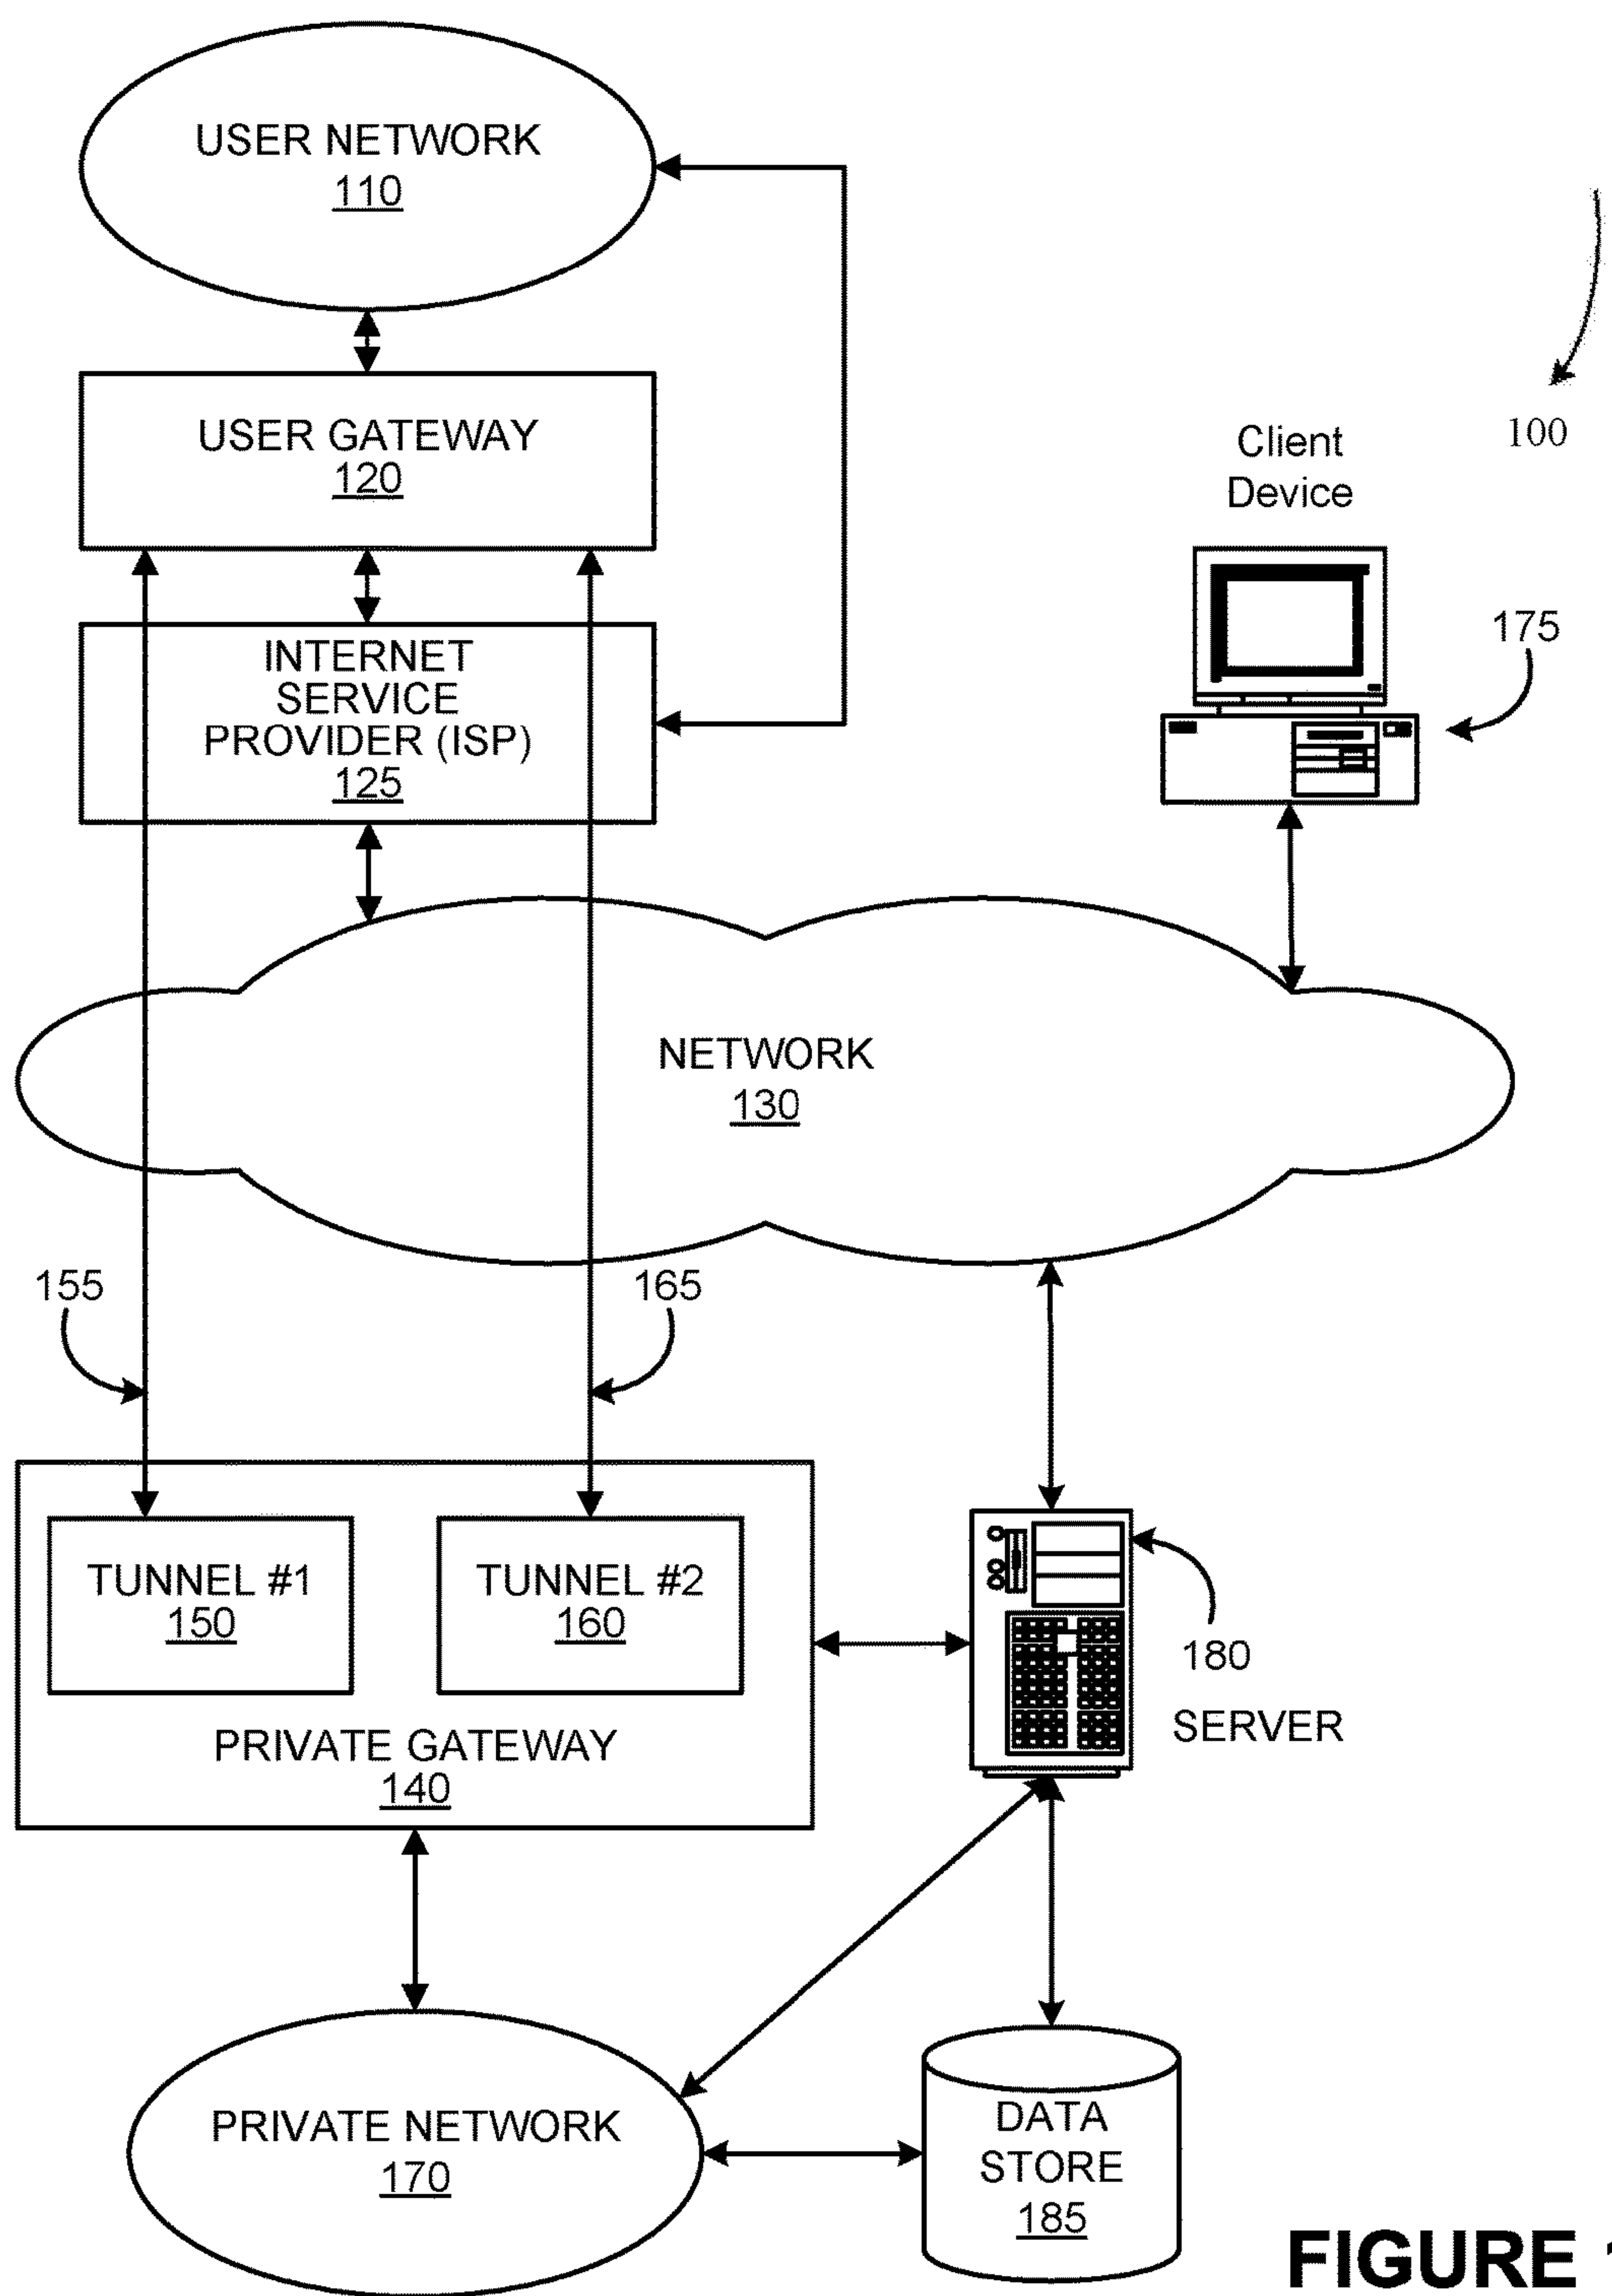 USER NETWORK
110
USER GATEWAY
120
100
Client
Device
INTERNET
SERVICE
PROVIDER (ISP)
125
175
NETWORK
130
155
165
TUNNEL #1
150
TUNNEL #2
160
180
SERVER
PRIVATE GATEWAY
140
PRIVATE NETWORK
170
DATA
STORE
185
FIGURE